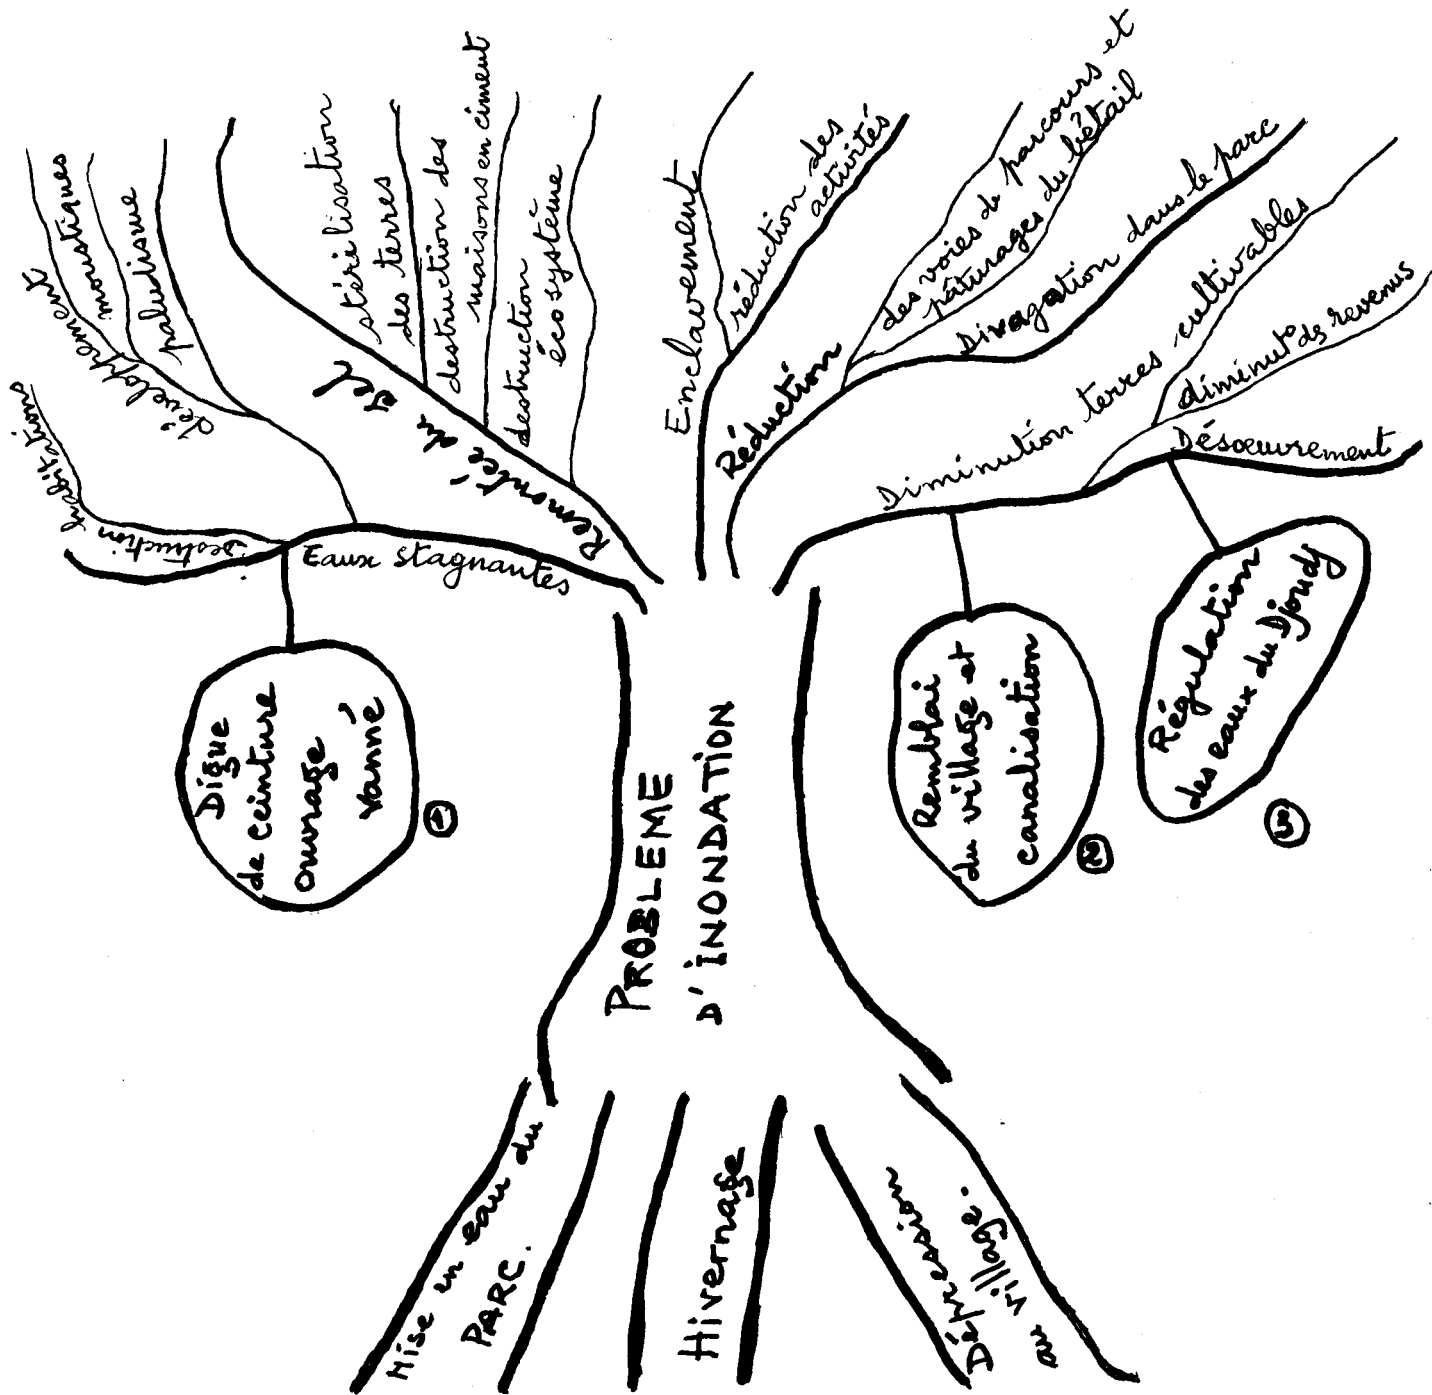 développement
moustiques
paludisme
destruction habitations
Eaux stagnantes
Remontée du sel
stérilisation
des terres
destruction des
maisons en ciment
destruction
écosystème
Enclavement
réduction des
activités
Réduction
des voies de parcours et
pâturages du bétail
Divagation dans le parc
Diminution terres cultivables
diminut° des revenus
Désœuvrement
Digue
de ceinture
ouvrage
vanné
1
Remblai
du village et
canalisation
2
Régulation
des eaux du Djoudj
3
PROBLEME
D'INONDATION
Mise en eau du
PARC.
Hivernage
Dépression
au village.